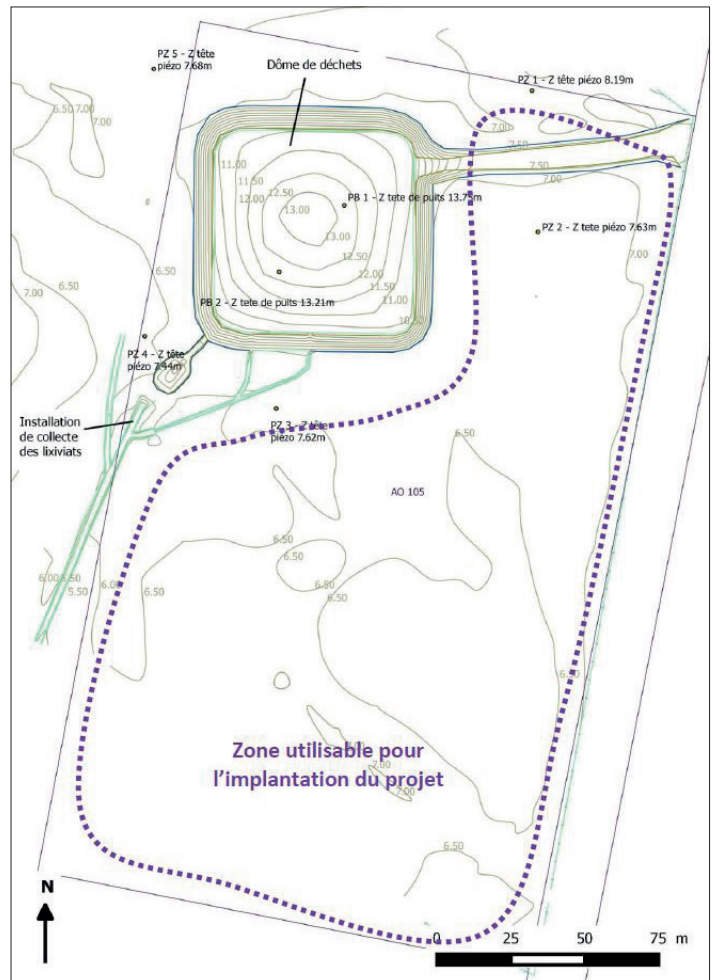 PZ 5 - Z tête
piézo 7.68m
Dôme de déchets
PZ 1 - Z tête piézo 8.19m
6.50
7.00
7.00
7.00
7.50
7.50
7.00
11.00
11.50
12.50
12.00
13.00
PB 1 - Z tete de puits 13.75m
13.00
PZ 2 - Z tete piézo 7.63m
12.50
7.00
6.50
7.00
12.00
11.50
11.00
PB 2 - Z tete de puits 13.21m
PZ 4 - Z tête
piézo 7.44m
Installation
de collecte
des lixiviats
PZ 3 - Z tête
piézo 7.62m
6.50
AO 105
6.50
6.50
6.00
6.50
6.00
5.50
6.50
6.50
6.50
Zone utilisable pour
l'implantation du projet
7.00
7.00
6.50
N
0 25 50 75 m